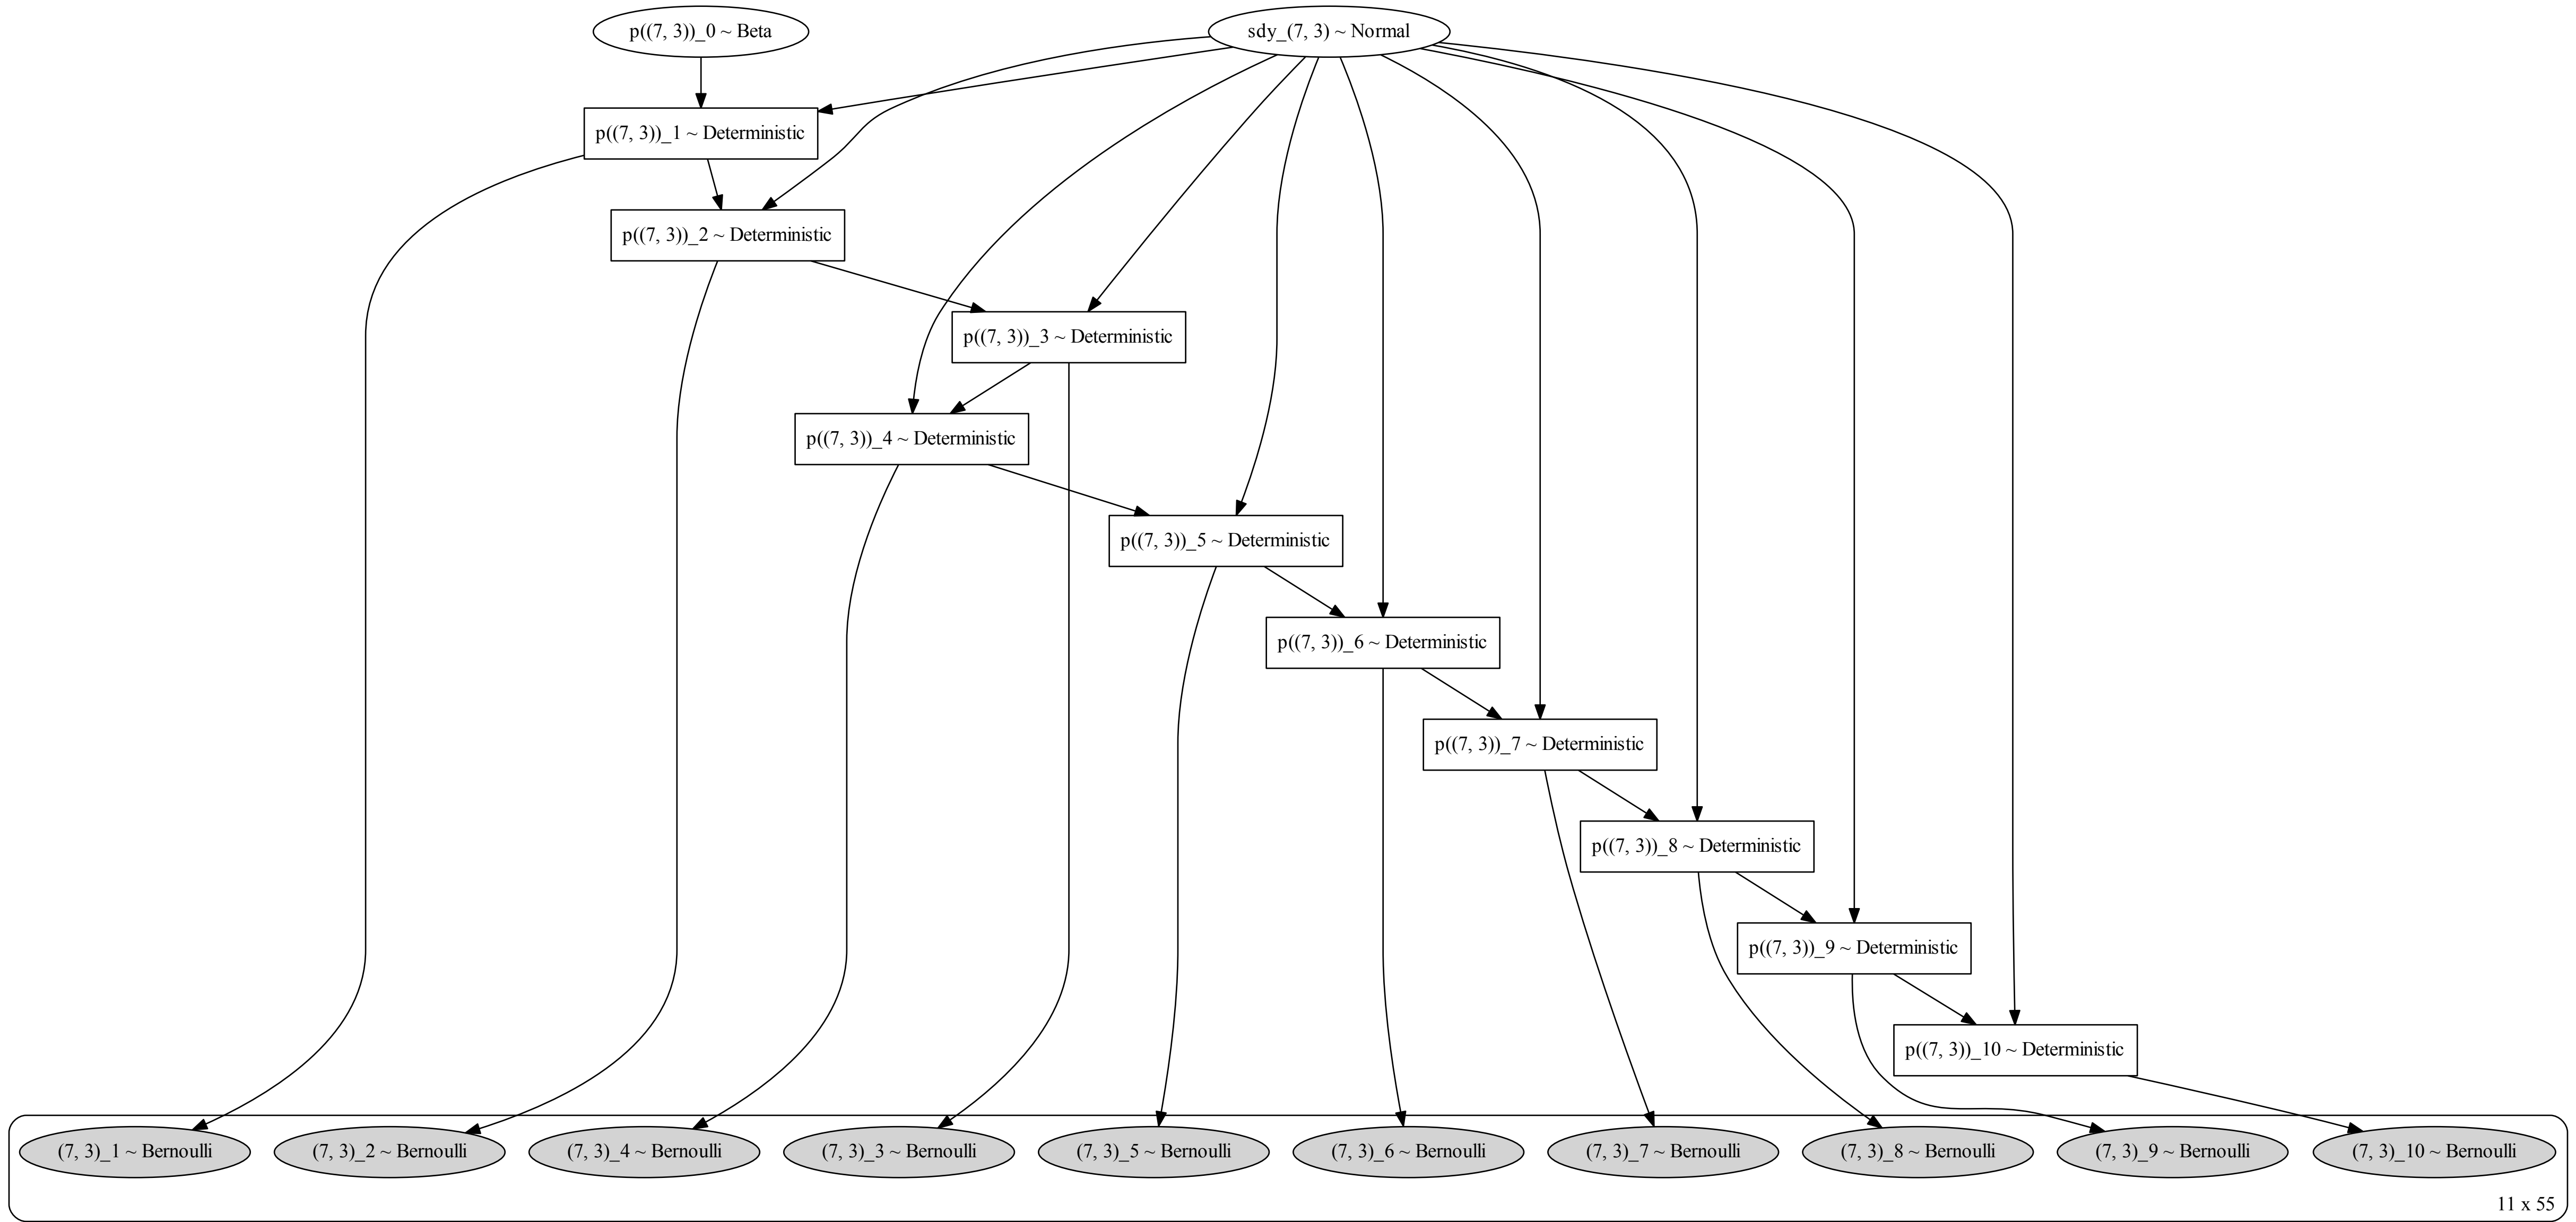 p((7, 3))_0 ~ Beta
sdy_(7, 3) ~ Normal
p((7, 3))_1 ~ Deterministic
p((7, 3))_2 ~ Deterministic
p((7, 3))_3 ~ Deterministic
p((7, 3))_4 ~ Deterministic
p((7, 3))_5 ~ Deterministic
p((7, 3))_6 ~ Deterministic
p((7, 3))_7 ~ Deterministic
p((7, 3))_8 ~ Deterministic
p((7, 3))_9 ~ Deterministic
p((7, 3))_10 ~ Deterministic
(7, 3)_1 ~ Bernoulli
(7, 3)_2 ~ Bernoulli
(7, 3)_4 ~ Bernoulli
(7, 3)_3 ~ Bernoulli
(7, 3)_5 ~ Bernoulli
(7, 3)_6 ~ Bernoulli
(7, 3)_7 ~ Bernoulli
(7, 3)_8 ~ Bernoulli
(7, 3)_9 ~ Bernoulli
(7, 3)_10 ~ Bernoulli
11 x 55